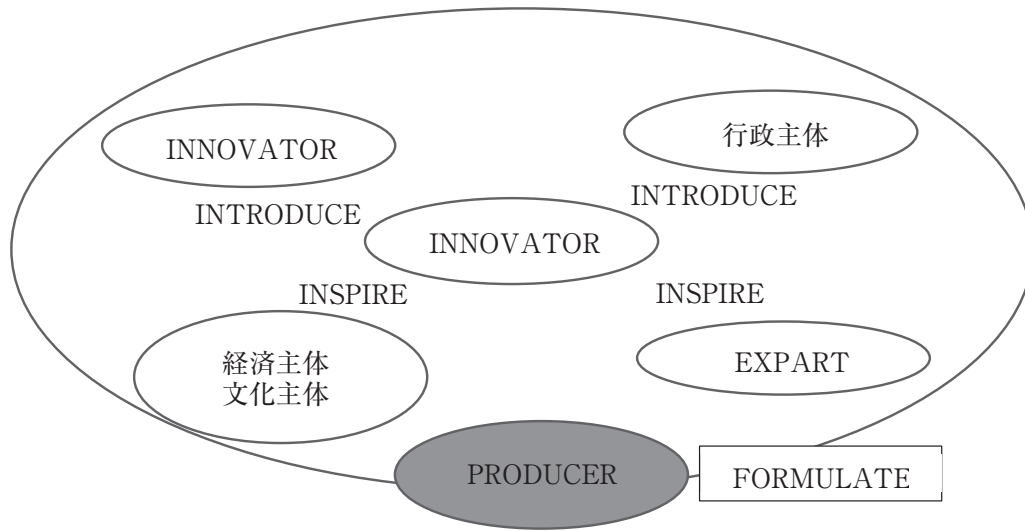 INNOVATOR
行政主体
INTRODUCE
INTRODUCE
INNOVATOR
INSPIRE
INSPIRE
経済主体
文化主体
EXPART
PRODUCER
FORMULATE